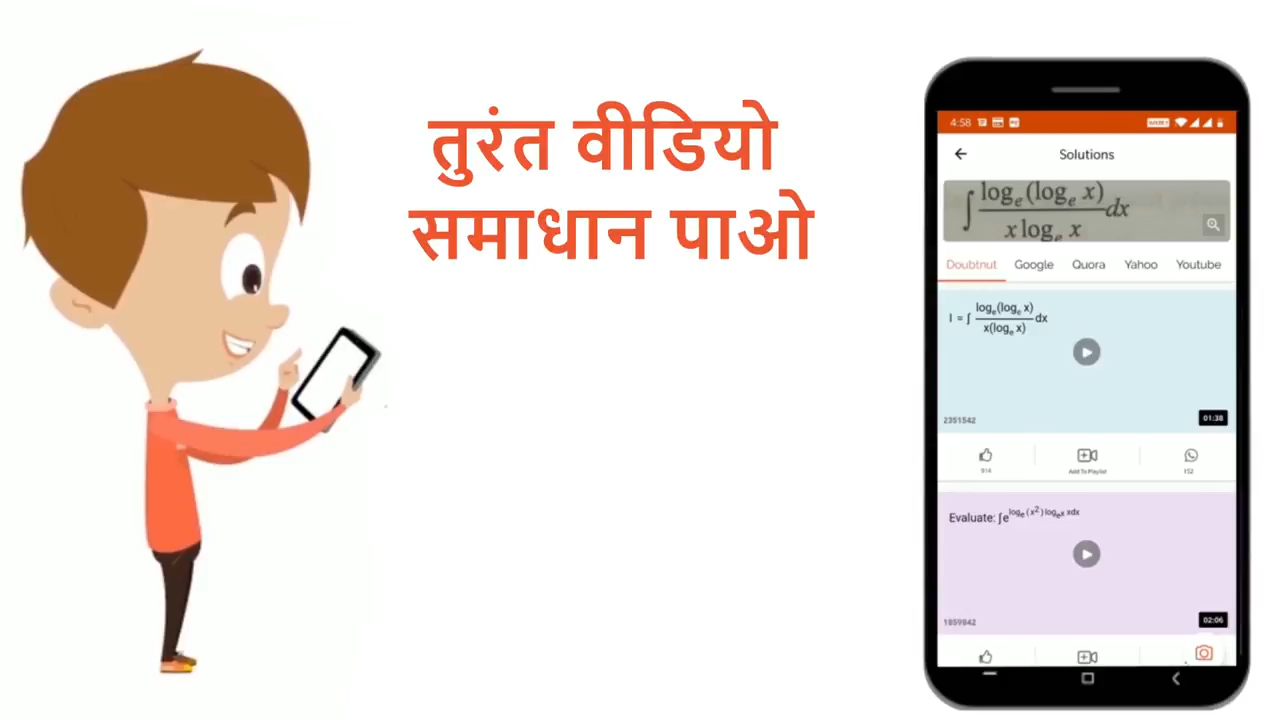 तुरंत वीडियो
समाधान पाओ
4:58
Solutions
∫ logₑ(logₑ x) / x logₑ x dx
Doubtnut Google Quora Yahoo Youtube
I = ∫ logₑ(logₑ x) / x(logₑ x) dx
2351542 01:38
914 Add To Playlist 152
Evaluate: ∫e^logₑ(x²)logₑx xdx
1859842 02:06